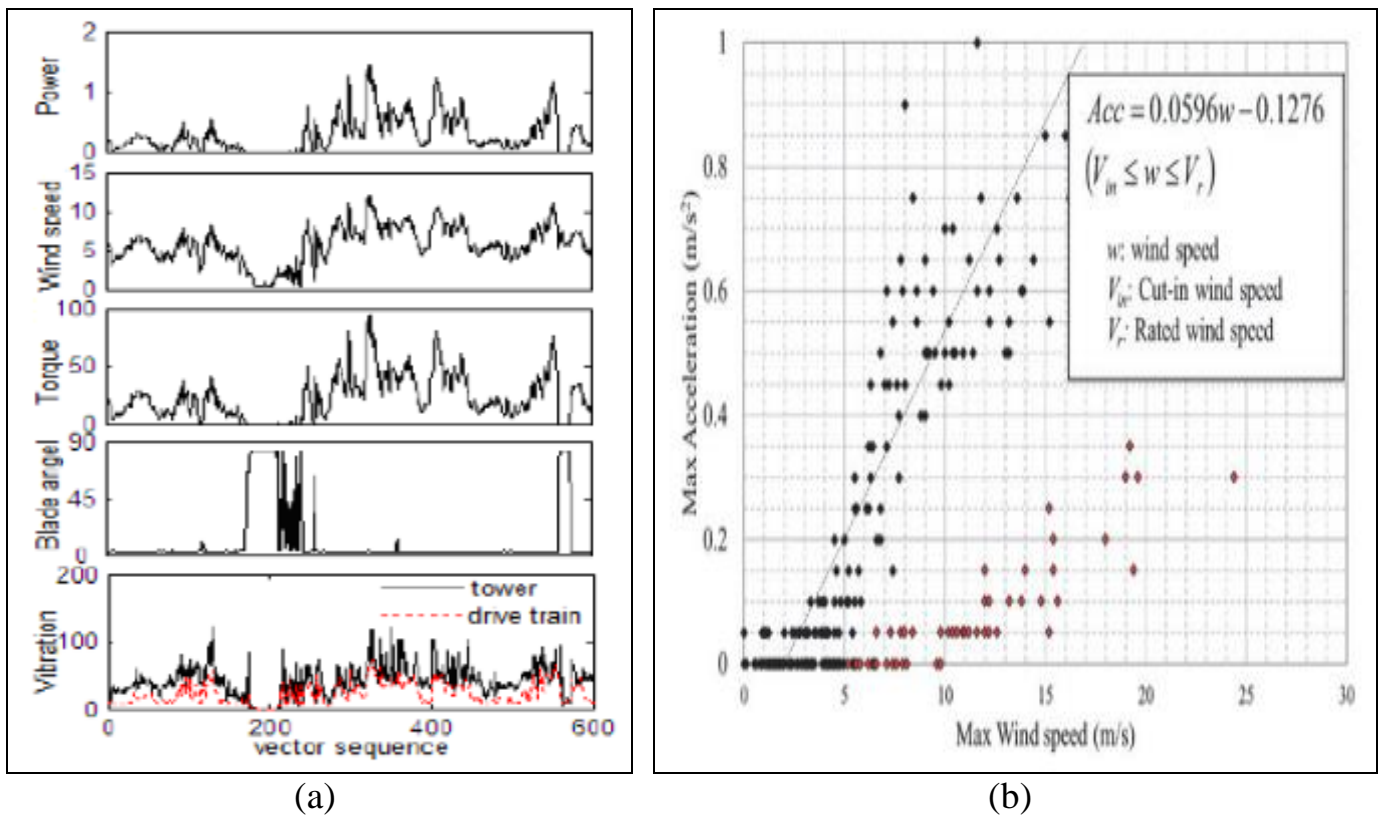 2
1
0
Power
15
10
5
0
Wind speed
100
50
0
Torque
90
45
0
Blade angel
200
100
0
Vibration
tower
drive train
0 200 400 600
vector sequence
(a)
1
0.8
0.6
0.4
0.2
0
Max Acceleration (m/s²)
Acc = 0.0596w − 0.1276
(V_in ≤ w ≤ V_r)
w: wind speed
V_in: Cut-in wind speed
V_r: Rated wind speed
0 5 10 15 20 25 30
Max Wind speed (m/s)
(b)